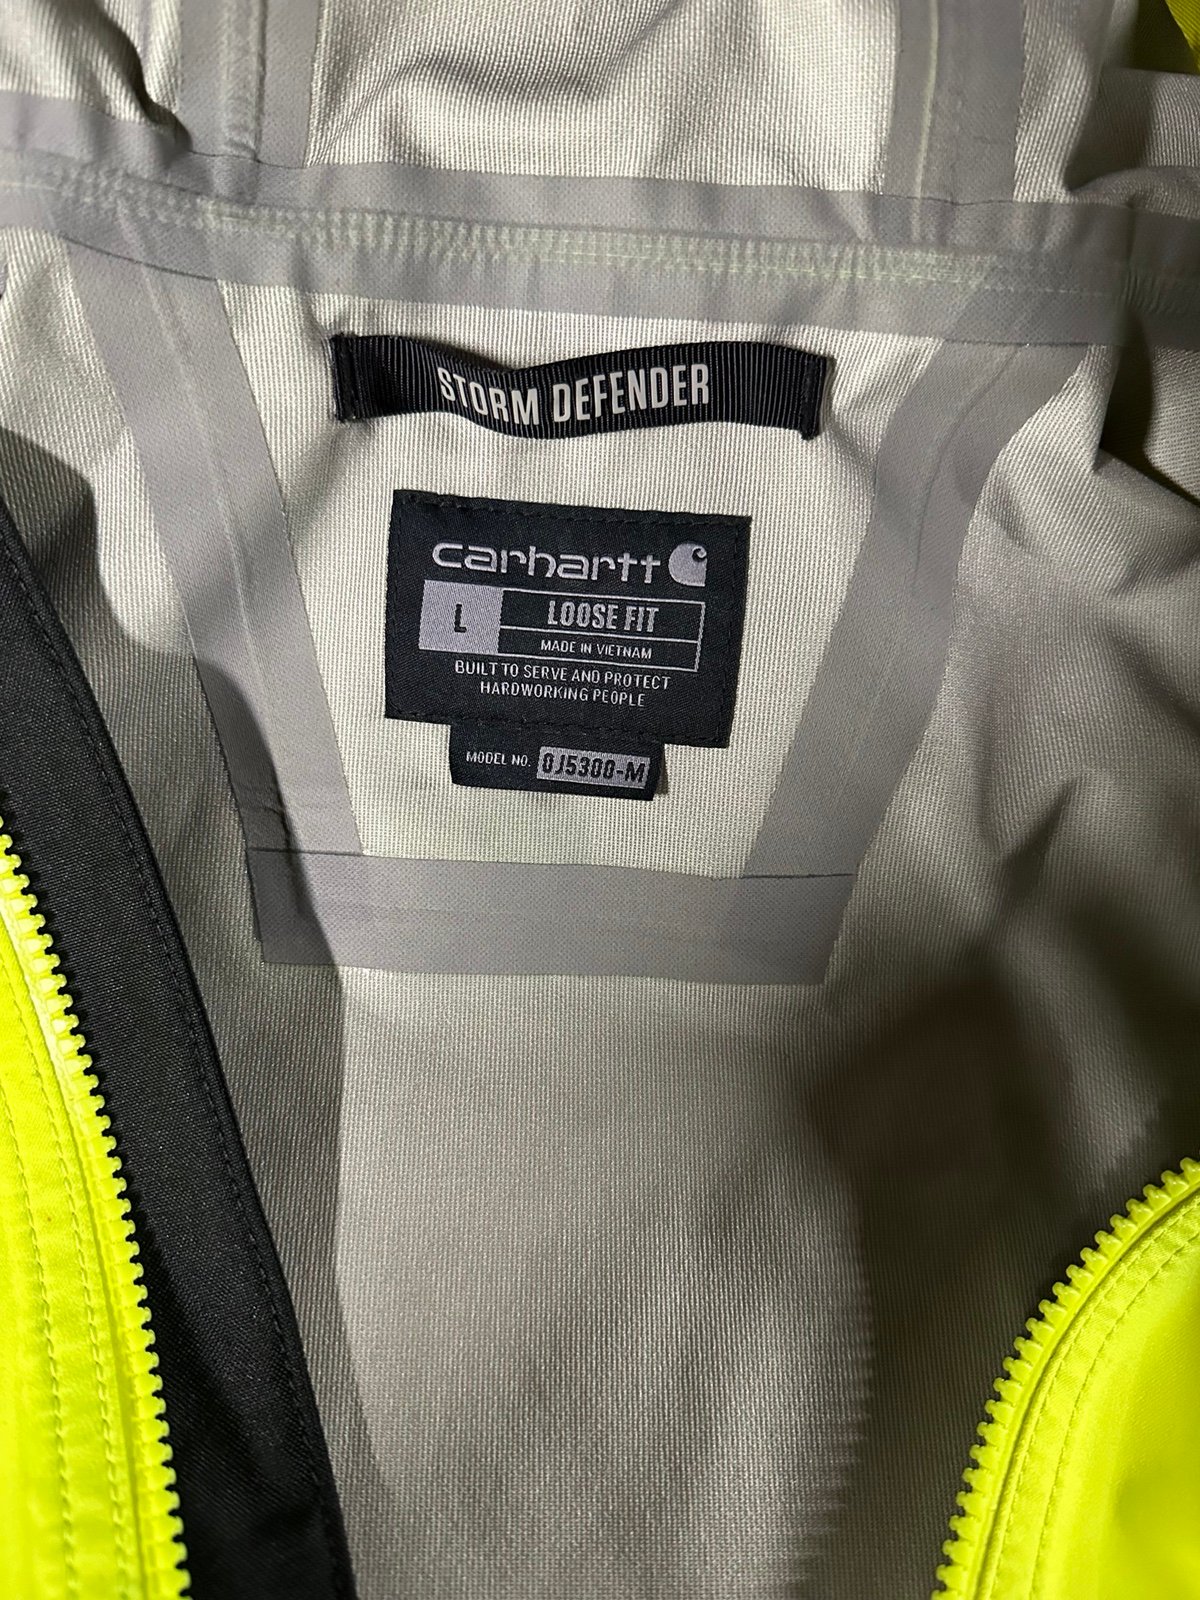 STORM DEFENDER
carhartt
L
LOOSE FIT
MADE IN VIETNAM
BUILT TO SERVE AND PROTECT
HARDWORKING PEOPLE
MODEL NO. OJ5300-M